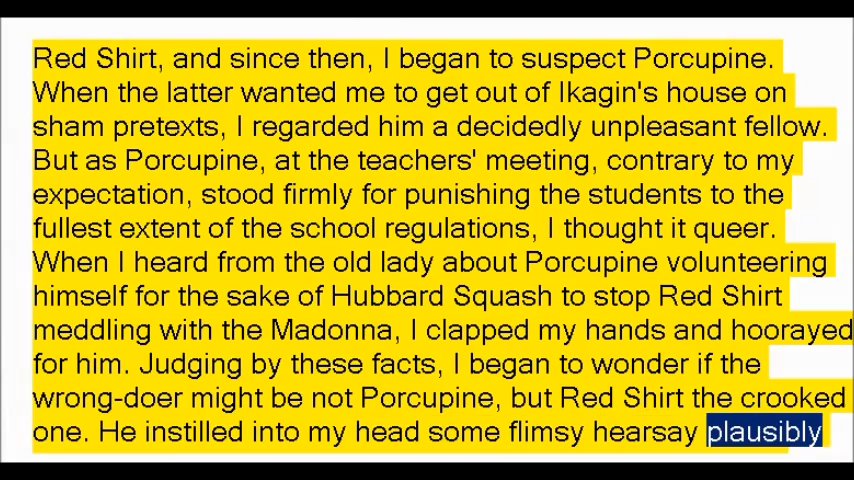 Red Shirt, and since then, I began to suspect Porcupine.
When the latter wanted me to get out of Ikagin's house on
sham pretexts, I regarded him a decidedly unpleasant fellow.
But as Porcupine, at the teachers' meeting, contrary to my
expectation, stood firmly for punishing the students to the
fullest extent of the school regulations, I thought it queer.
When I heard from the old lady about Porcupine volunteering
himself for the sake of Hubbard Squash to stop Red Shirt
meddling with the Madonna, I clapped my hands and hoorayed
for him. Judging by these facts, I began to wonder if the
wrong-doer might be not Porcupine, but Red Shirt the crooked
one. He instilled into my head some flimsy hearsay plausibly